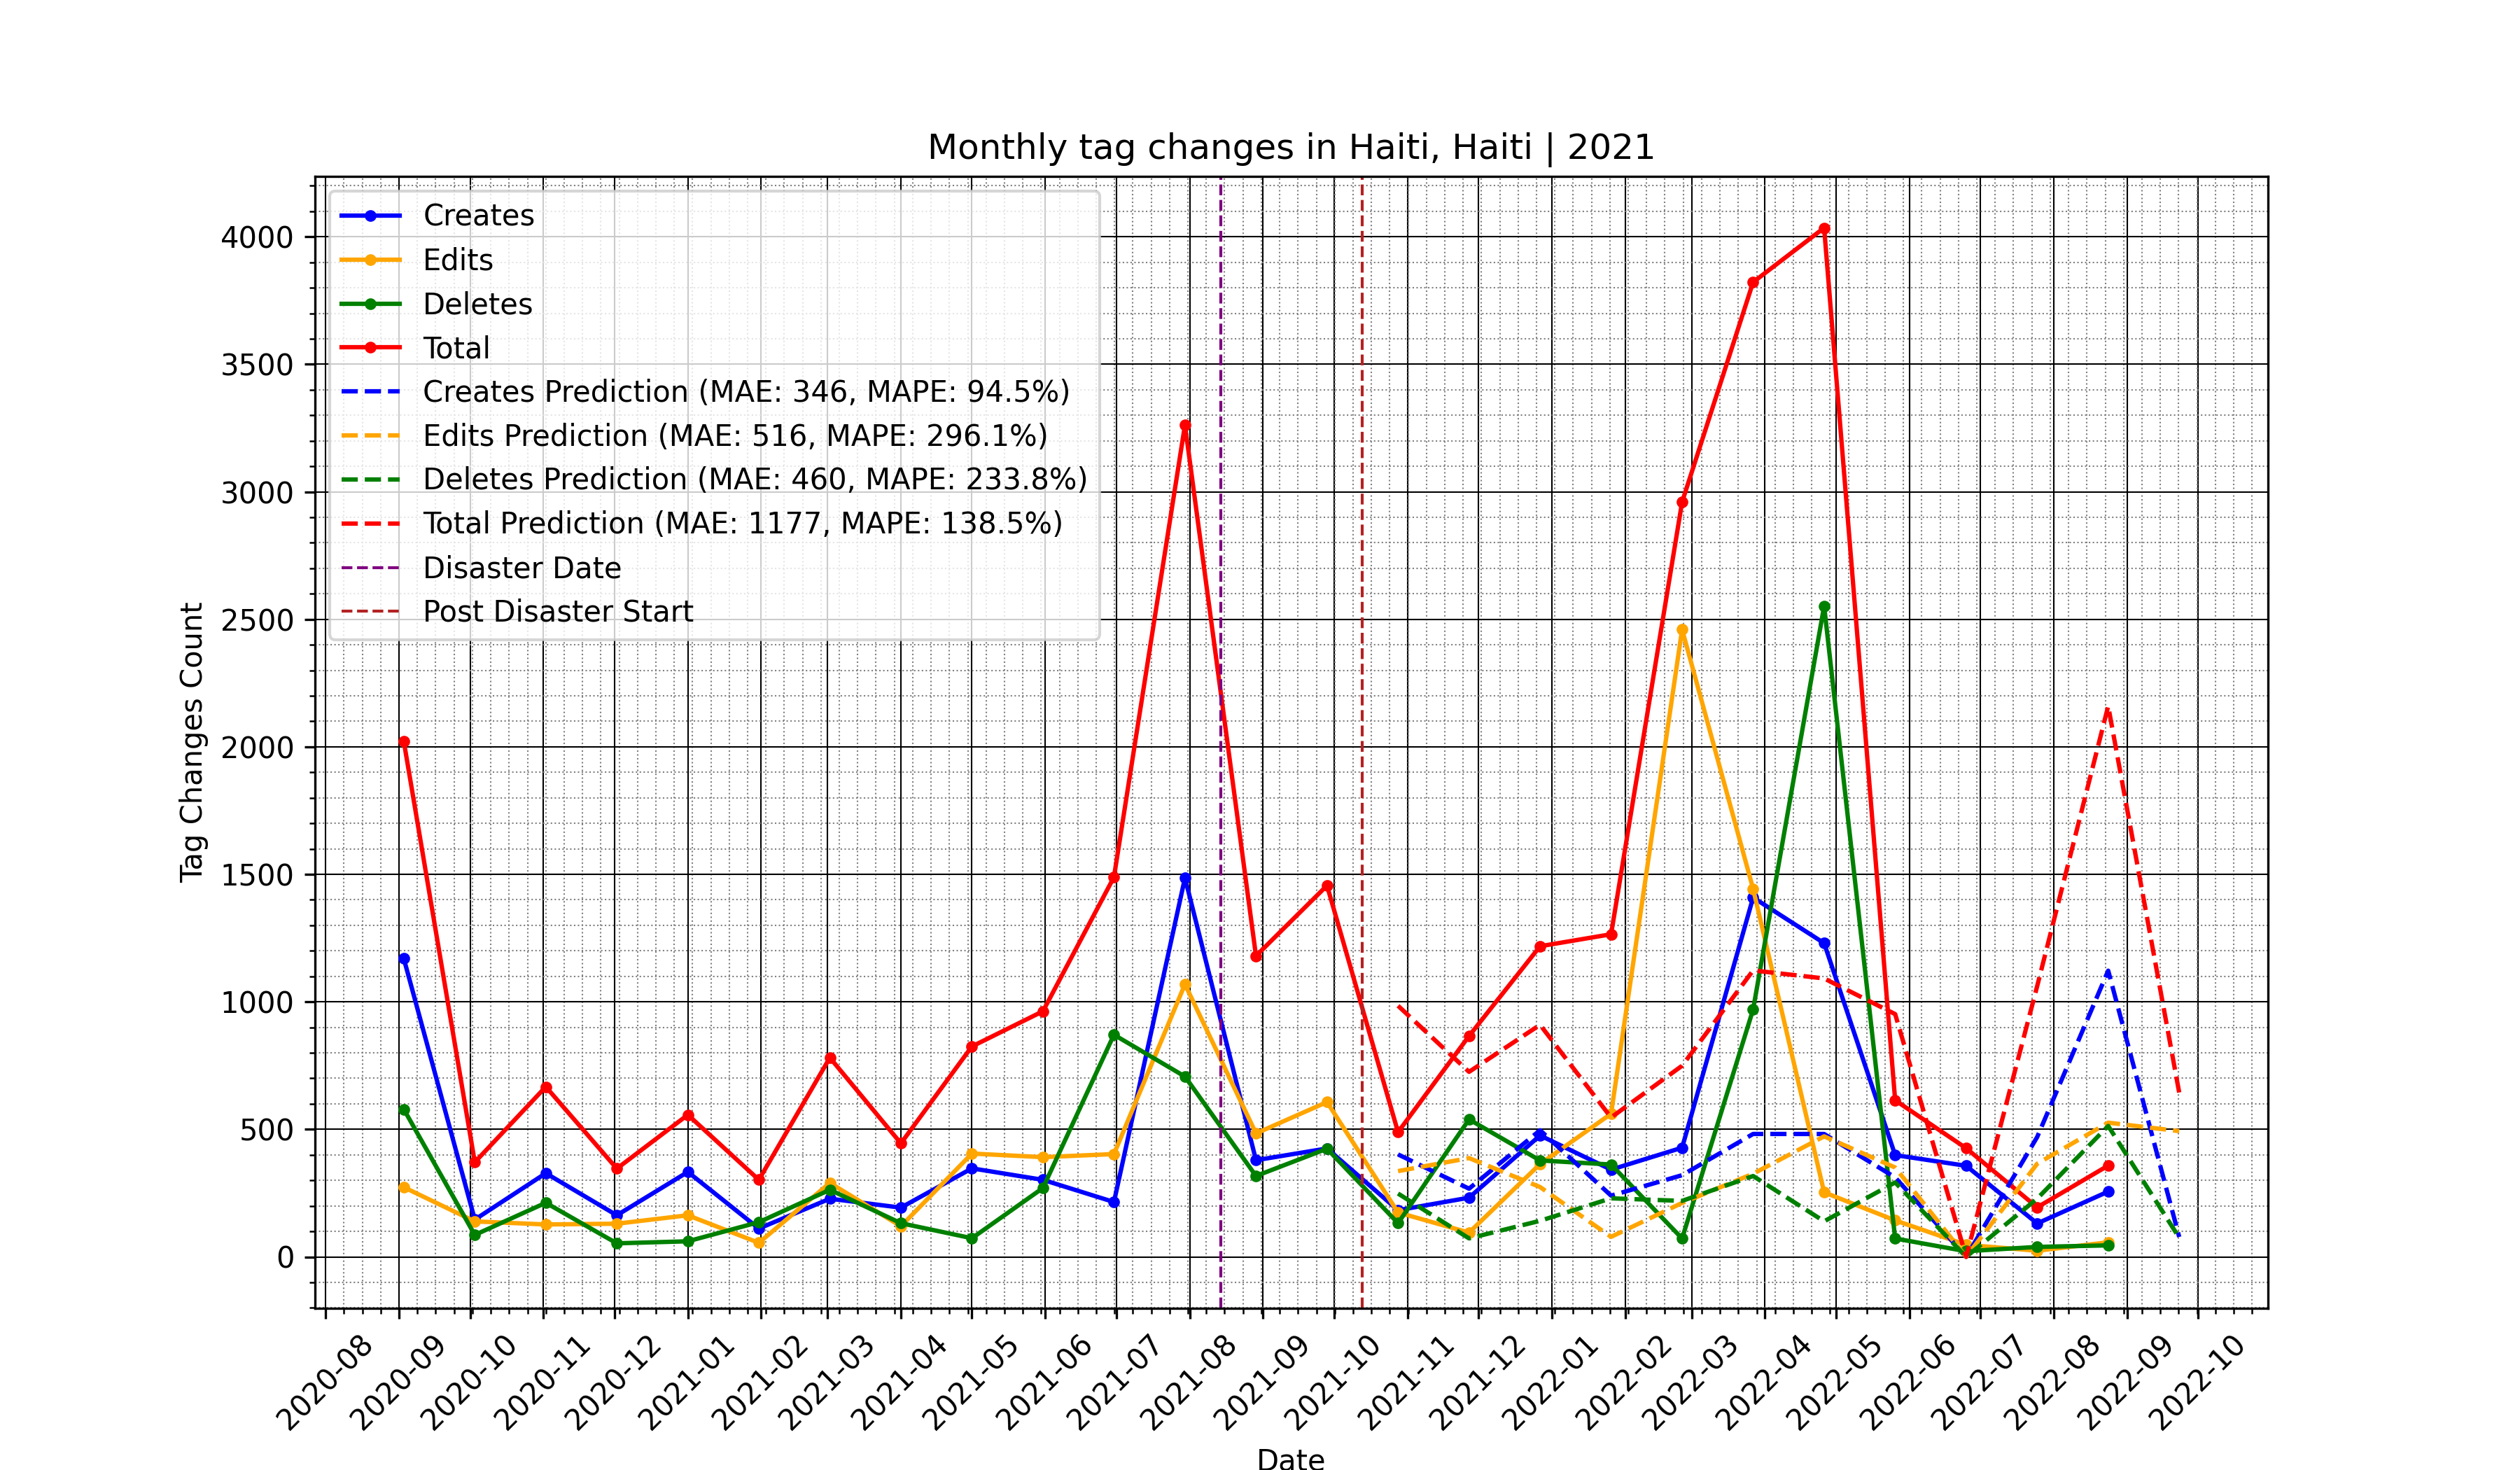 Monthly tag changes in Haiti, Haiti | 2021
Creates
Edits
Deletes
Total
Creates Prediction (MAE: 346, MAPE: 94.5%)
Edits Prediction (MAE: 516, MAPE: 296.1%)
Deletes Prediction (MAE: 460, MAPE: 233.8%)
Total Prediction (MAE: 1177, MAPE: 138.5%)
Disaster Date
Post Disaster Start
Tag Changes Count
4000
3500
3000
2500
2000
1500
1000
500
0
2020-08
2020-09
2020-10
2020-11
2020-12
2021-01
2021-02
2021-03
2021-04
2021-05
2021-06
2021-07
2021-08
2021-09
2021-10
2021-11
2021-12
2022-01
2022-02
2022-03
2022-04
2022-05
2022-06
2022-07
2022-08
2022-09
2022-10
Date